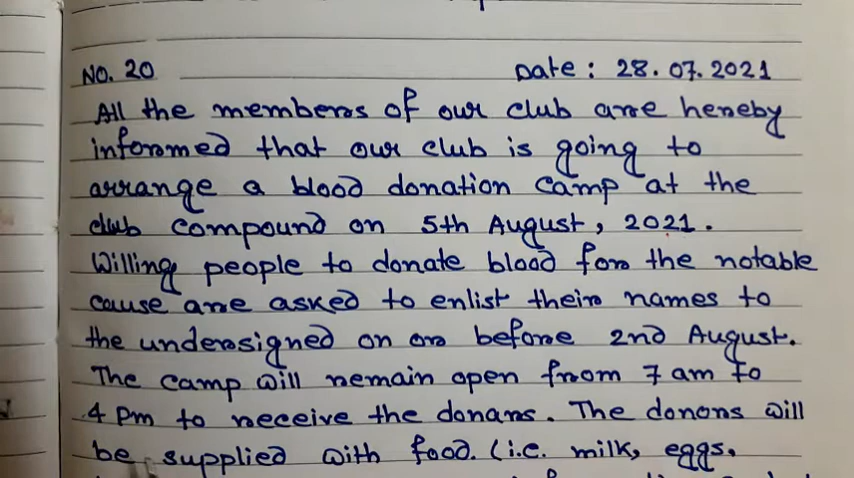 No. 20 Date : 28.07.2021
All the members of our club are hereby
informed that our club is going to
arrange a blood donation camp at the
club compound on 5th August, 2021.
Willing people to donate blood for the notable
cause are asked to enlist their names to
the undersigned on or before 2nd August.
The camp will remain open from 7 am to
4 pm to receive the donars. The donors will
be supplied with food. (i.e. milk, eggs,